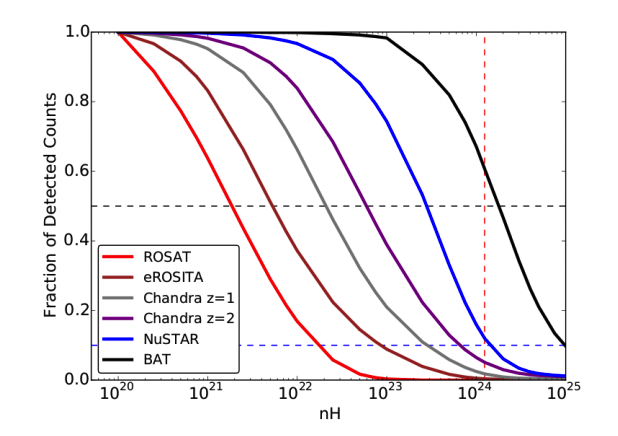 1.0
0.8
0.6
0.4
0.2
0.0
Fraction of Detected Counts
ROSAT
eROSITA
Chandra z=1
Chandra z=2
NuSTAR
BAT
10^20 10^21 10^22 10^23 10^24 10^25
nH